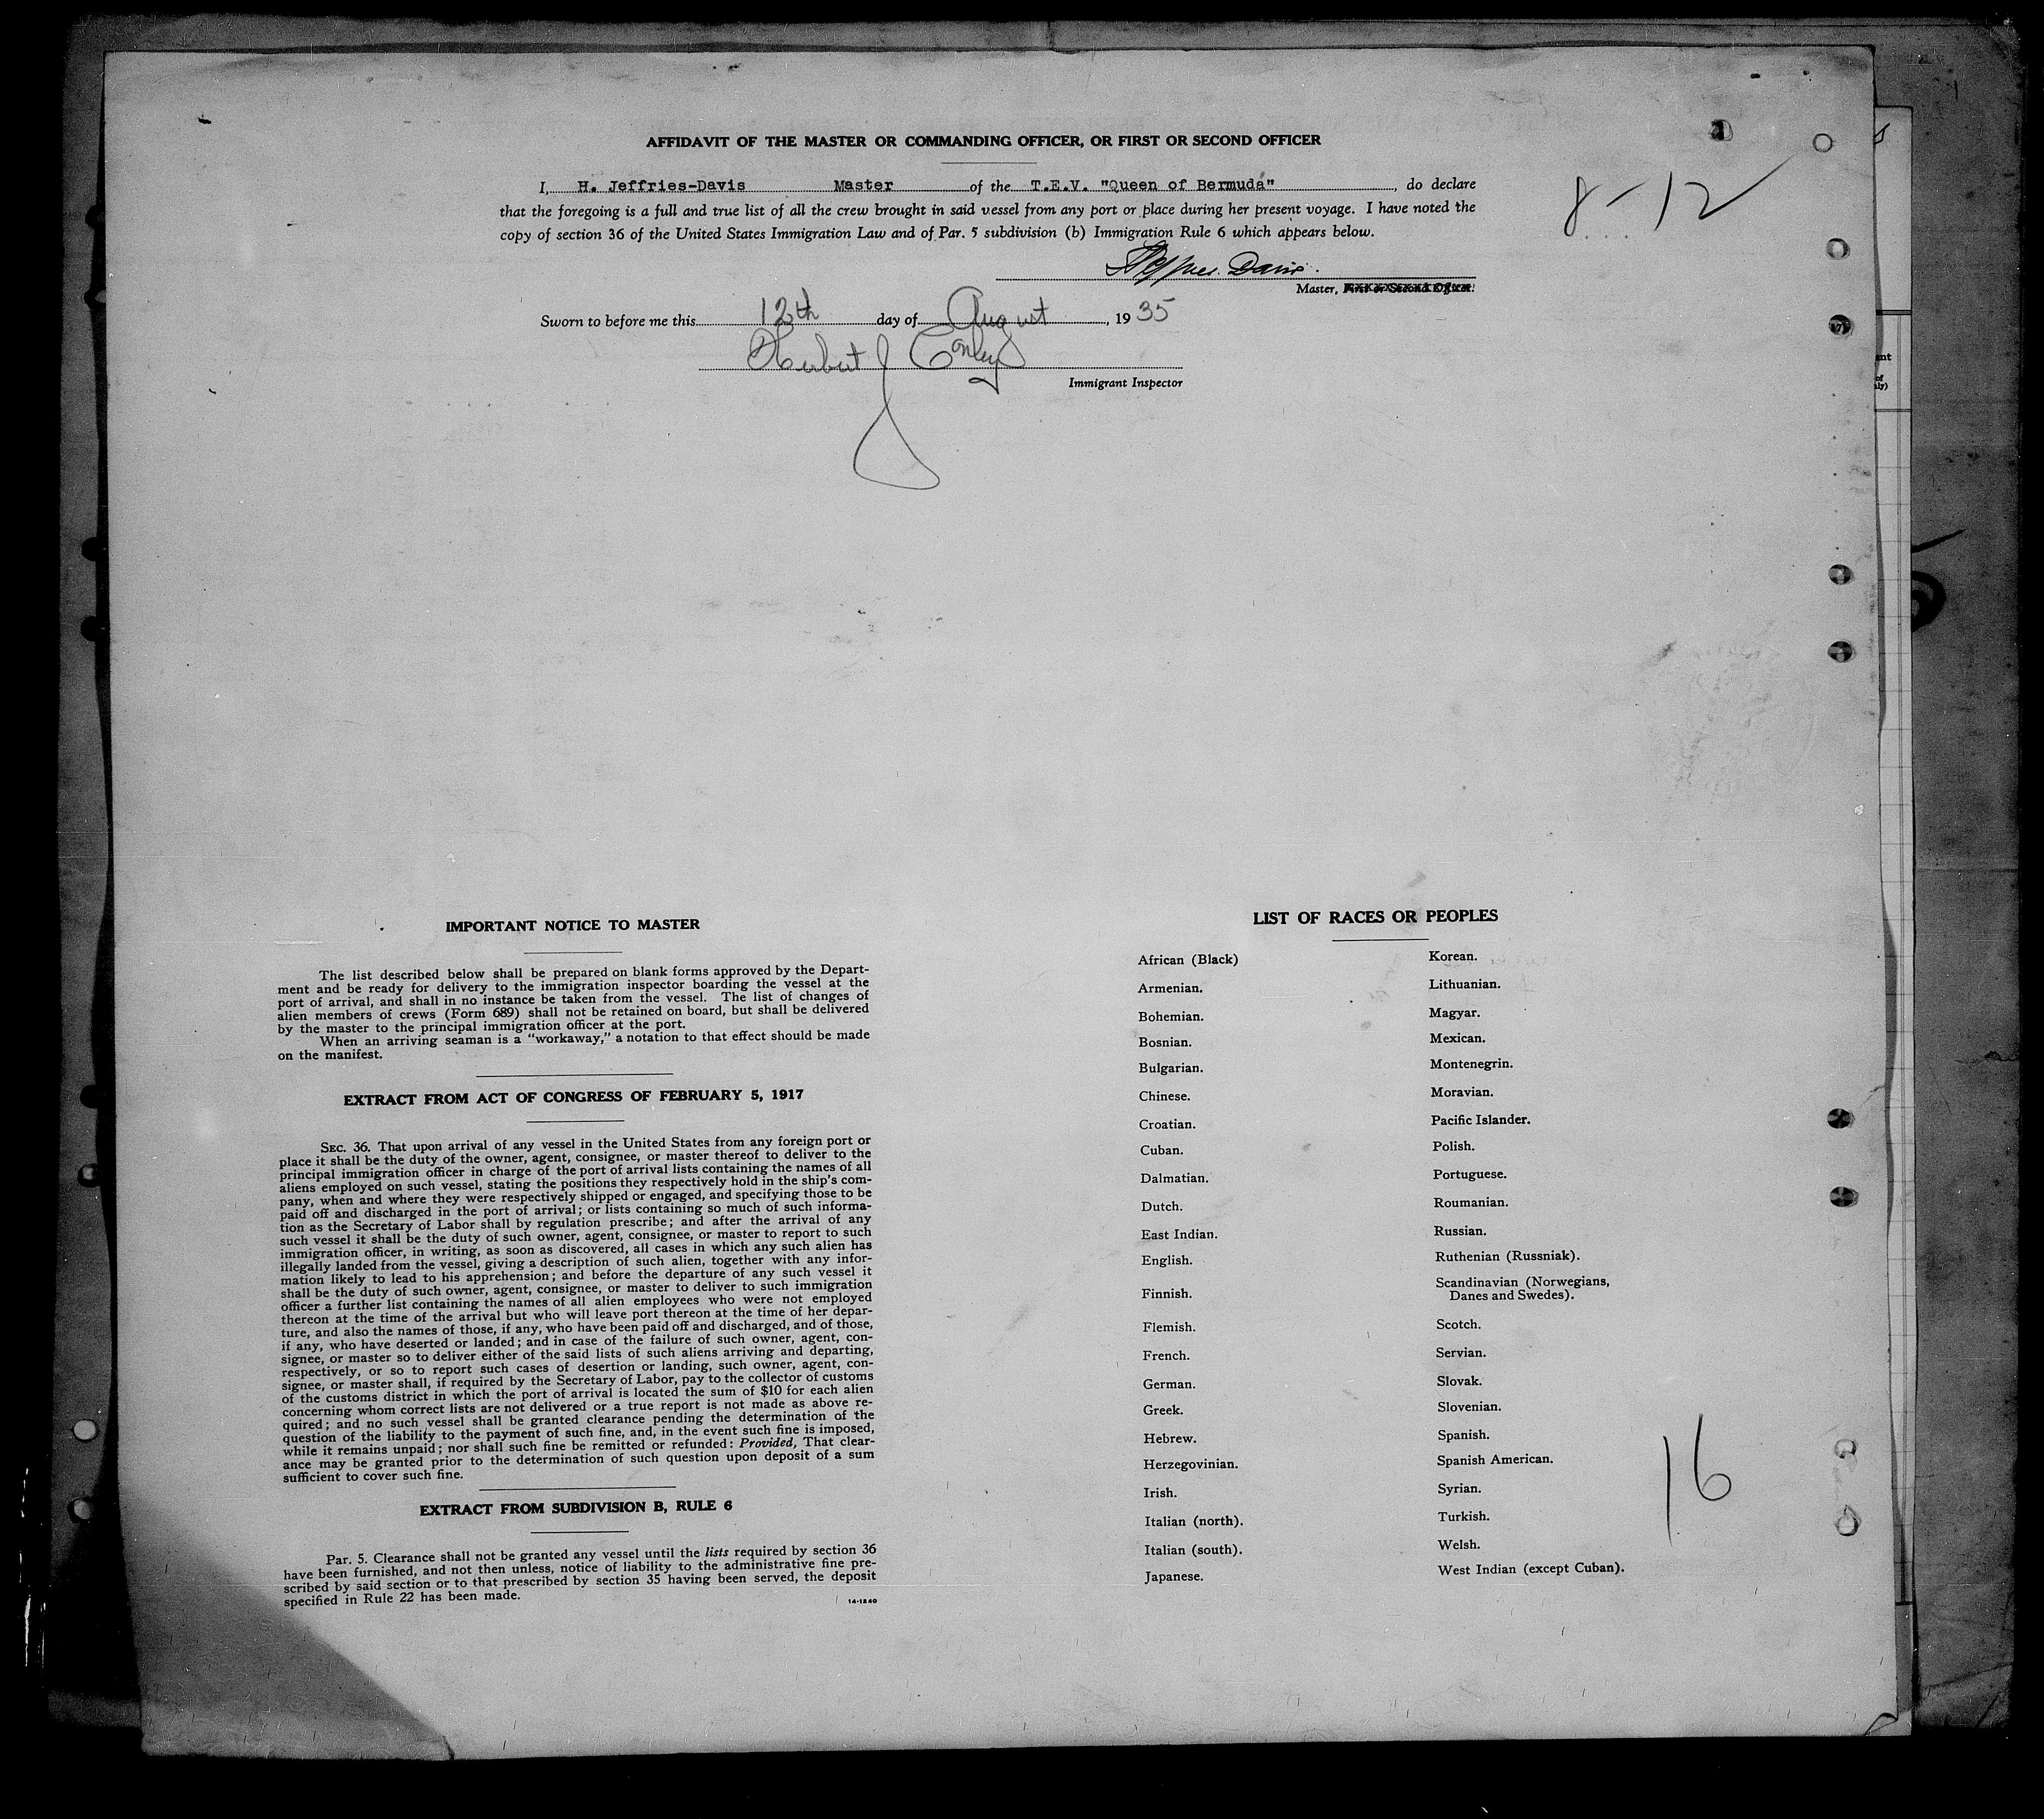 AFFIDAVIT OF THE MASTER OR COMMANDING OFFICER, OR FIRST OR SECOND OFFICER
I, H. Jeffries-Davis Master of the T.E.V. "Queen of Bermuda", do declare
that the foregoing is a full and true list of all the crew brought in said vessel from any port or place during her present voyage. I have noted the
copy of section 36 of the United States Immigration Law and of Par. 5 subdivision (b) Immigration Rule 6 which appears below.
8-12
Davis.
Master, First or Second Officer.
Sworn to before me this 12th day of August, 1935
Herbert J Conley
Immigrant Inspector
IMPORTANT NOTICE TO MASTER
The list described below shall be prepared on blank forms approved by the Depart-
ment and be ready for delivery to the immigration inspector boarding the vessel at the
port of arrival, and shall in no instance be taken from the vessel. The list of changes of
alien members of crews (Form 689) shall not be retained on board, but shall be delivered
by the master to the principal immigration officer at the port.
When an arriving seaman is a "workaway," a notation to that effect should be made
on the manifest.
EXTRACT FROM ACT OF CONGRESS OF FEBRUARY 5, 1917
SEC. 36. That upon arrival of any vessel in the United States from any foreign port or
place it shall be the duty of the owner, agent, consignee, or master thereof to deliver to the
principal immigration officer in charge of the port of arrival lists containing the names of all
aliens employed on such vessel, stating the positions they respectively hold in the ship's com-
pany, when and where they were respectively shipped or engaged, and specifying those to be
paid off and discharged in the port of arrival; or lists containing so much of such informa-
tion as the Secretary of Labor shall by regulation prescribe; and after the arrival of any
such vessel it shall be the duty of such owner, agent, consignee, or master to report to such
immigration officer, in writing, as soon as discovered, all cases in which any such alien has
illegally landed from the vessel, giving a description of such alien, together with any infor-
mation likely to lead to his apprehension; and before the departure of any such vessel it
shall be the duty of such owner, agent, consignee, or master to deliver to such immigration
officer a further list containing the names of all alien employees who were not employed
thereon at the time of the arrival but who will leave port thereon at the time of her depar-
ture, and also the names of those, if any, who have been paid off and discharged, and of those,
if any, who have deserted or landed; and in case of the failure of such owner, agent, con-
signee, or master so to deliver either of the said lists of such aliens arriving and departing,
respectively, or so to report such cases of desertion or landing, such owner, agent, con-
signee, or master shall, if required by the Secretary of Labor, pay to the collector of customs
of the customs district in which the port of arrival is located the sum of $10 for each alien
concerning whom correct lists are not delivered or a true report is not made as above re-
quired; and no such vessel shall be granted clearance pending the determination of the
question of the liability to the payment of such fine, and, in the event such fine is imposed,
while it remains unpaid; nor shall such fine be remitted or refunded: Provided, That clear-
ance may be granted prior to the determination of such question upon deposit of a sum
sufficient to cover such fine.
EXTRACT FROM SUBDIVISION B, RULE 6
Par. 5. Clearance shall not be granted any vessel until the lists required by section 36
have been furnished, and not then unless, notice of liability to the administrative fine pre-
scribed by said section or to that prescribed by section 35 having been served, the deposit
specified in Rule 22 has been made.
14-1240
LIST OF RACES OR PEOPLES
African (Black)
Armenian.
Bohemian.
Bosnian.
Bulgarian.
Chinese.
Croatian.
Cuban.
Dalmatian.
Dutch.
East Indian.
English.
Finnish.
Flemish.
French.
German.
Greek.
Hebrew.
Herzegovinian.
Irish.
Italian (north).
Italian (south).
Japanese.
Korean.
Lithuanian.
Magyar.
Mexican.
Montenegrin.
Moravian.
Pacific Islander.
Polish.
Portuguese.
Roumanian.
Russian.
Ruthenian (Russniak).
Scandinavian (Norwegians,
Danes and Swedes).
Scotch.
Servian.
Slovak.
Slovenian.
Spanish.
Spanish American.
Syrian.
Turkish.
Welsh.
West Indian (except Cuban).
16